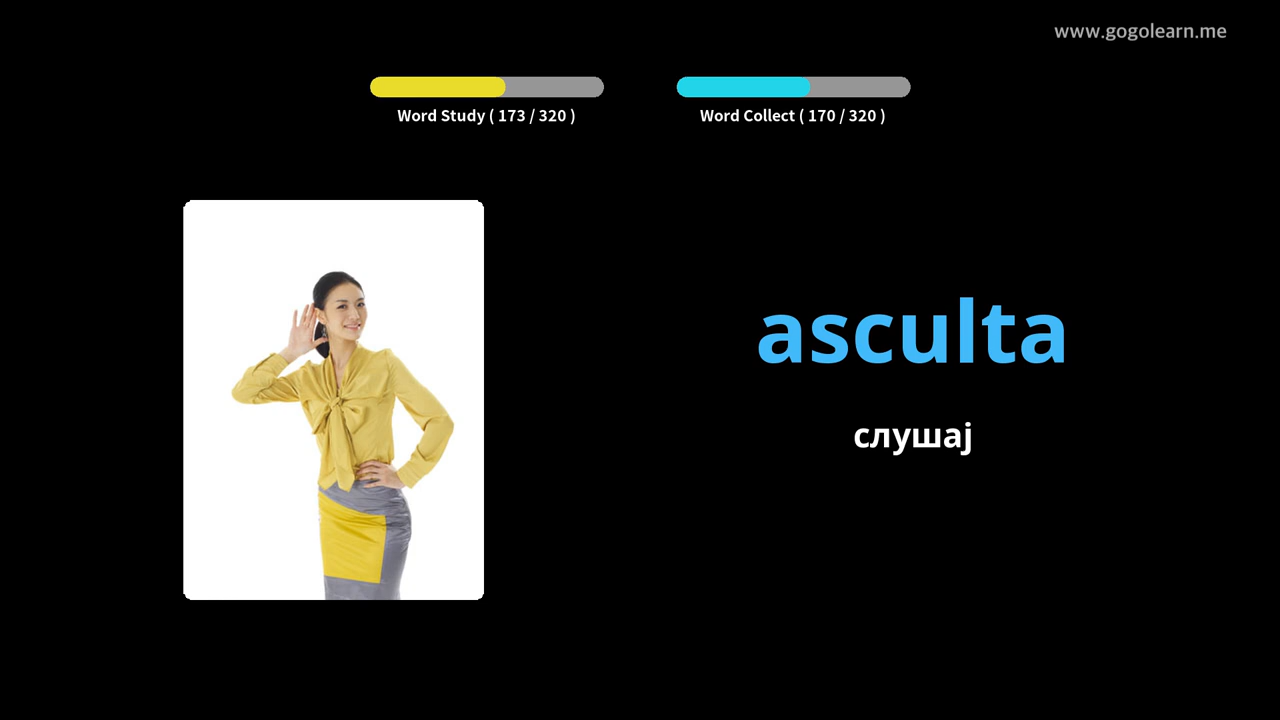 www.gogolearn.me
Word Study ( 173 / 320 )
Word Collect ( 170 / 320 )
asculta
слушај